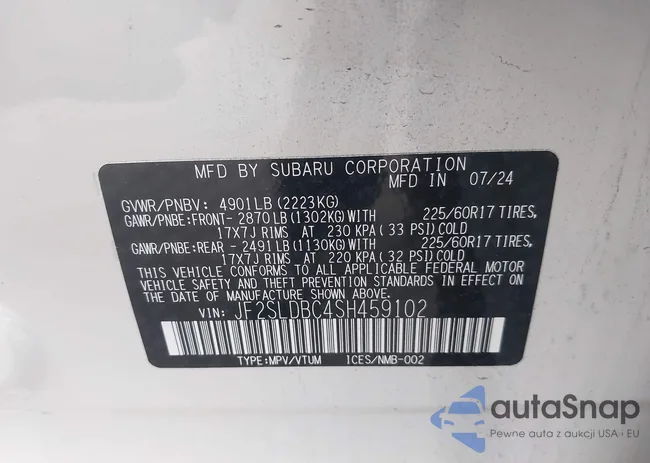 MFD BY SUBARU CORPORATION
MFD IN 07/24
GVWR/PNBV: 4901LB(2223KG)
GAWR/PNBE:FRONT- 2870LB(1302KG)WITH 225/60R17 TIRES,
17X7J RIMS AT 230 KPA(33 PSI)COLD
GAWR/PNBE:REAR -2491LB(1130KG)WITH 225/60R17 TIRES,
17X7J RIMS AT 220 KPA(32 PSI)COLD
THIS VEHICLE CONFORMS TO ALL APPLICABLE FEDERAL MOTOR
VEHICLE SAFETY AND THEFT PREVENTION STANDARDS IN EFFECT ON
THE DATE OF MANUFACTURE SHOWN ABOVE.
VIN: JF2SLDBC4SH459102
TYPE:MPV/VTUM ICES/NMB-002
autaSnap
Pewne auta z aukcji USA i EU